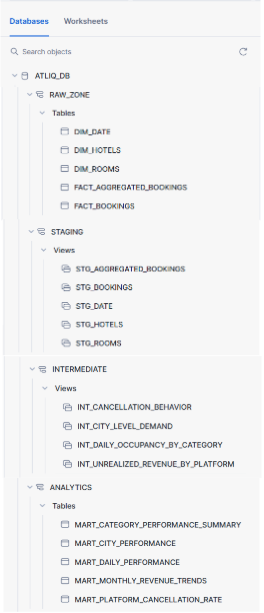 Databases Worksheets
Search objects
ATLIQ_DB
RAW_ZONE
Tables
DIM_DATE
DIM_HOTELS
DIM_ROOMS
FACT_AGGREGATED_BOOKINGS
FACT_BOOKINGS
STAGING
Views
STG_AGGREGATED_BOOKINGS
STG_BOOKINGS
STG_DATE
STG_HOTELS
STG_ROOMS
INTERMEDIATE
Views
INT_CANCELLATION_BEHAVIOR
INT_CITY_LEVEL_DEMAND
INT_DAILY_OCCUPANCY_BY_CATEGORY
INT_UNREALIZED_REVENUE_BY_PLATFORM
ANALYTICS
Tables
MART_CATEGORY_PERFORMANCE_SUMMARY
MART_CITY_PERFORMANCE
MART_DAILY_PERFORMANCE
MART_MONTHLY_REVENUE_TRENDS
MART_PLATFORM_CANCELLATION_RATE